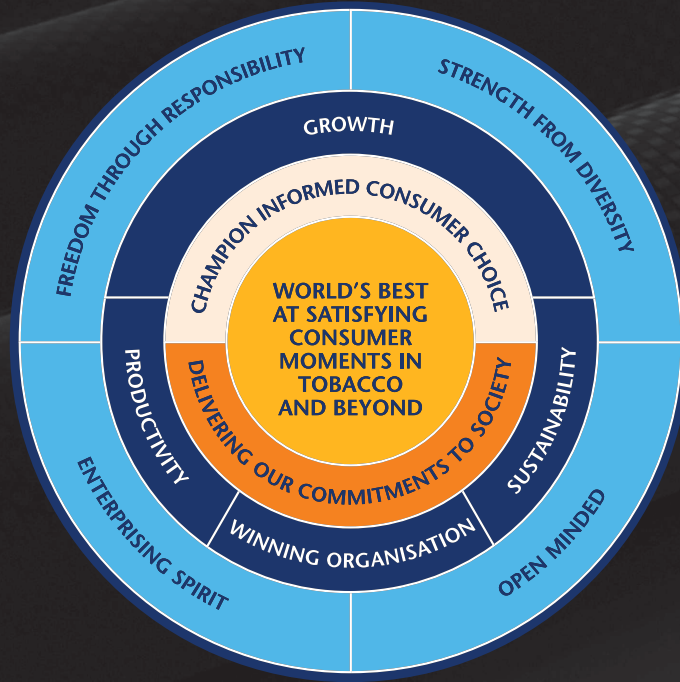 FREEDOM THROUGH RESPONSIBILITY
STRENGTH FROM DIVERSITY
GROWTH
CHAMPION INFORMED CONSUMER CHOICE
WORLD'S BEST
AT SATISFYING
CONSUMER
MOMENTS IN
TOBACCO
AND BEYOND
DELIVERING OUR COMMITMENTS TO SOCIETY
PRODUCTIVITY
SUSTAINABILITY
WINNING ORGANISATION
ENTERPRISING SPIRIT
OPEN MINDED